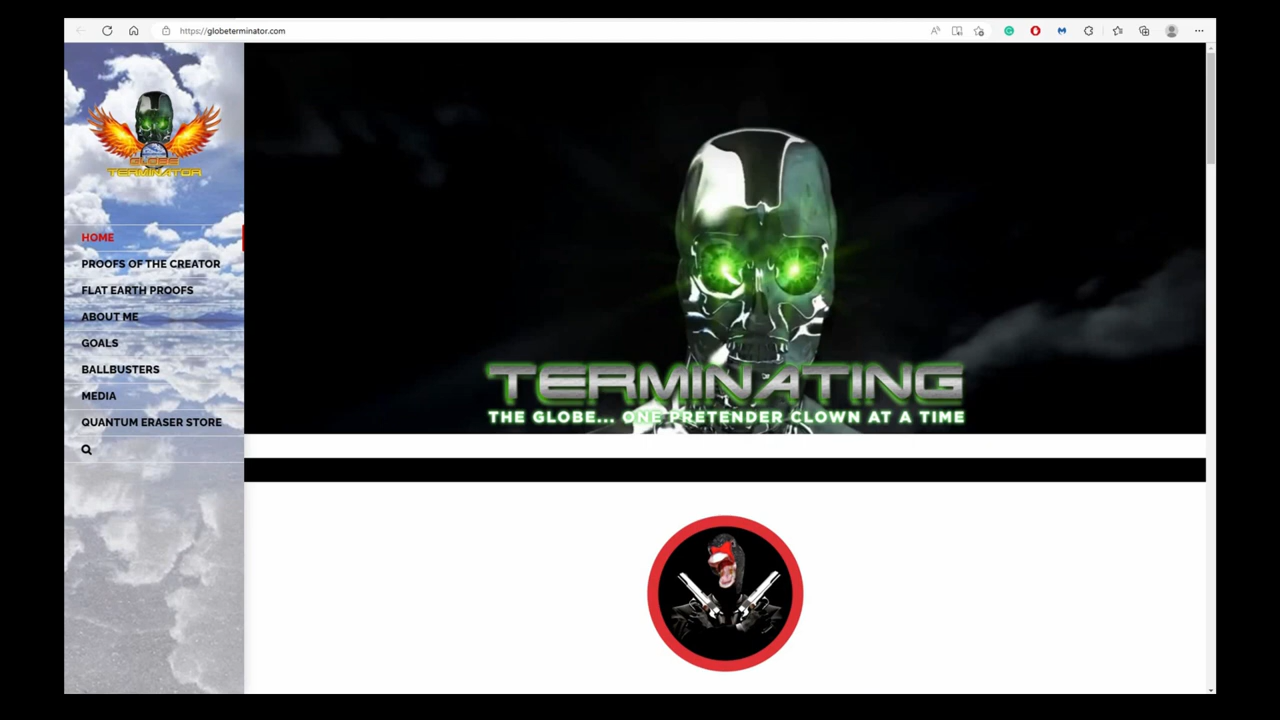 https://globeterminator.com
GLOBE
TERMINATOR
HOME
PROOFS OF THE CREATOR
FLAT EARTH PROOFS
ABOUT ME
GOALS
BALLBUSTERS
MEDIA
QUANTUM ERASER STORE
TERMINATING
THE GLOBE... ONE PRETENDER CLOWN AT A TIME